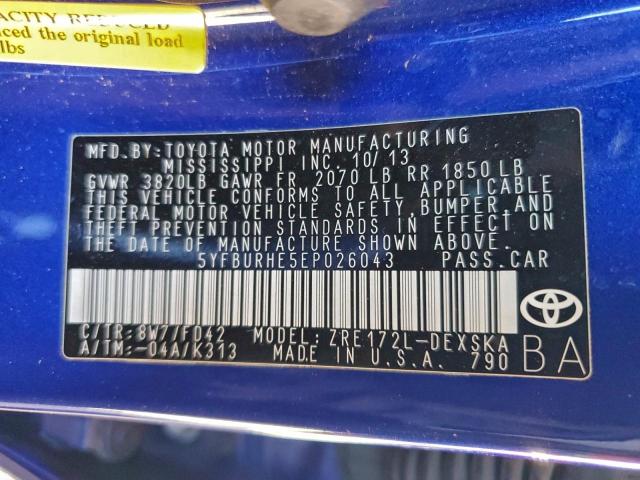 ACITY REDUCED
ced the original load
lbs
MFD. BY: TOYOTA MOTOR MANUFACTURING
MISSISSIPPI INC. 10/13
GVWR 3820LB GAWR FR 2070 LB RR 1850 LB
THIS VEHICLE CONFORMS TO ALL APPLICABLE
FEDERAL MOTOR VEHICLE SAFETY, BUMPER, AND
THEFT PREVENTION STANDARDS IN EFFECT ON
THE DATE OF MANUFACTURE SHOWN ABOVE.
5YFBURHE5EP026043 PASS.CAR
C/TR: 8W7/FD42 MODEL: ZRE172L-DEXSKA
A/TM: -04A/K313 MADE IN U.S.A. 790 BA